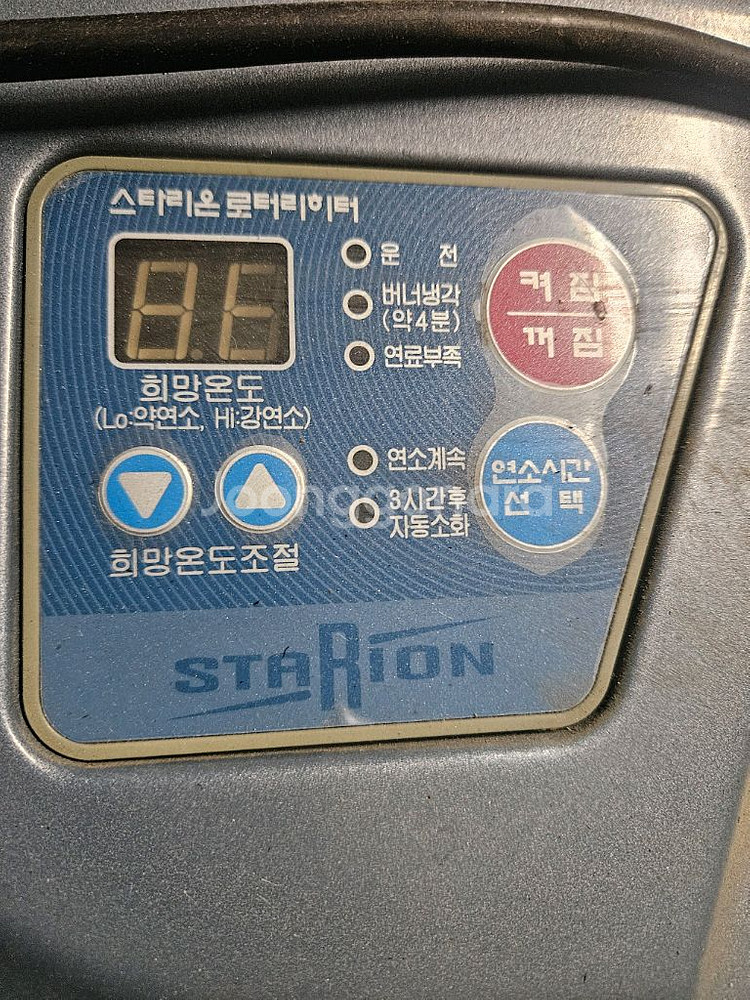 스타리온 로터리히터
운 전
버너냉각
(약4분)
연료부족
켜 짐
꺼 짐
희망온도
(Lo:약연소, Hi:강연소)
연소계속
3시간후
자동소화
연소시간
선 택
희망온도조절
STARION